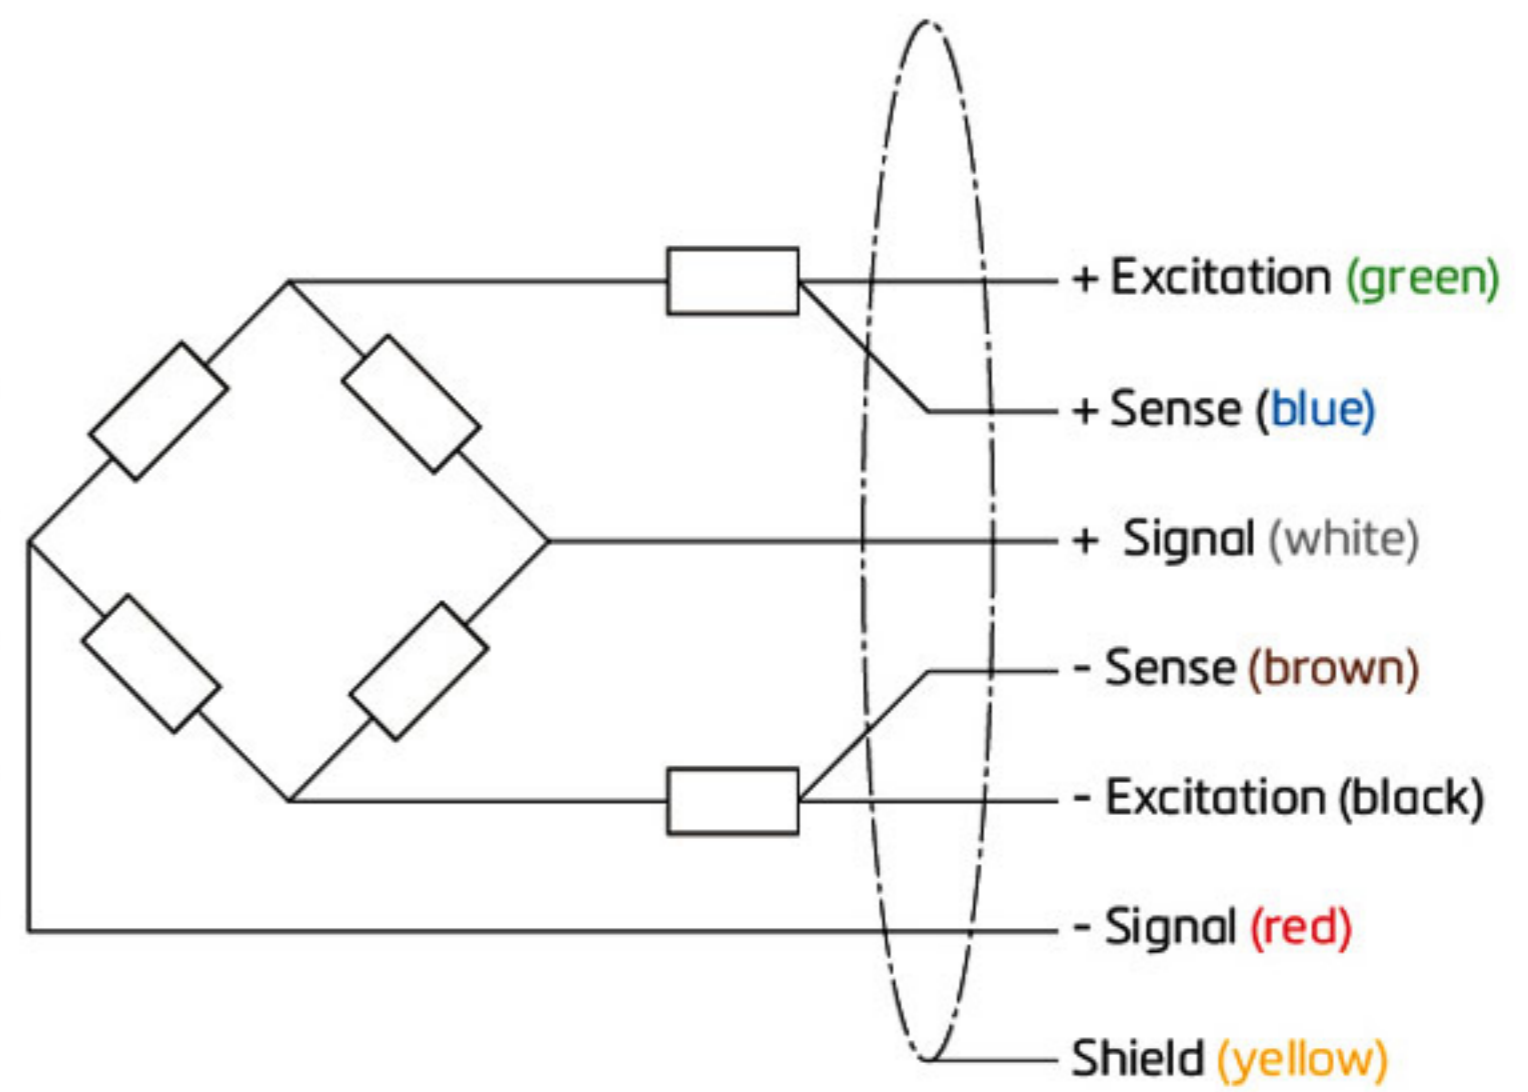 + Excitation (green)
+ Sense (blue)
+ Signal (white)
- Sense (brown)
- Excitation (black)
- Signal (red)
Shield (yellow)